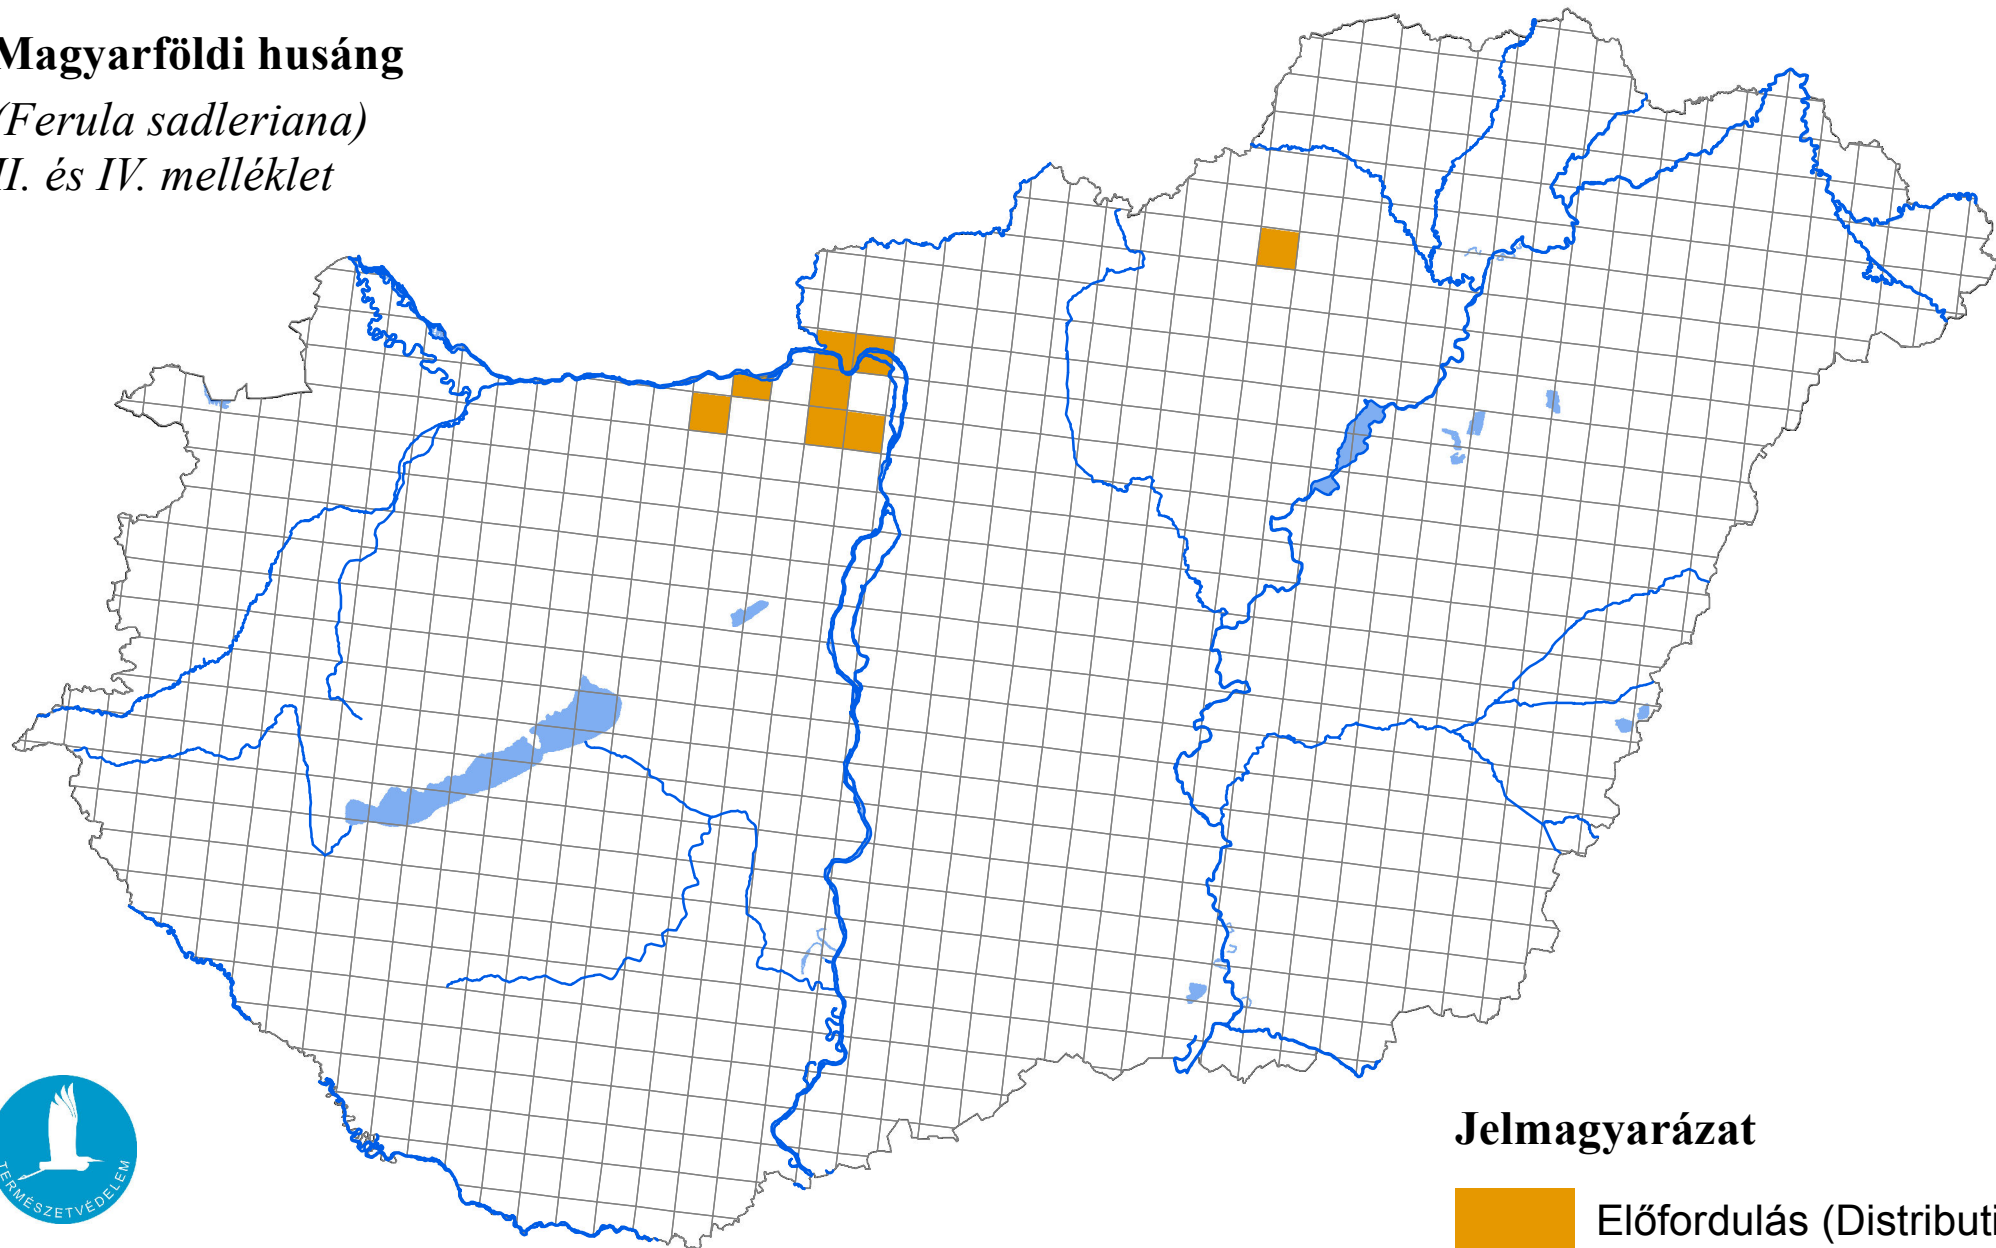 Magyarföldi husáng
(Ferula sadleriana)
II. és IV. melléklet
TERMÉSZETVÉDELEM
Jelmagyarázat
Előfordulás (Distributi